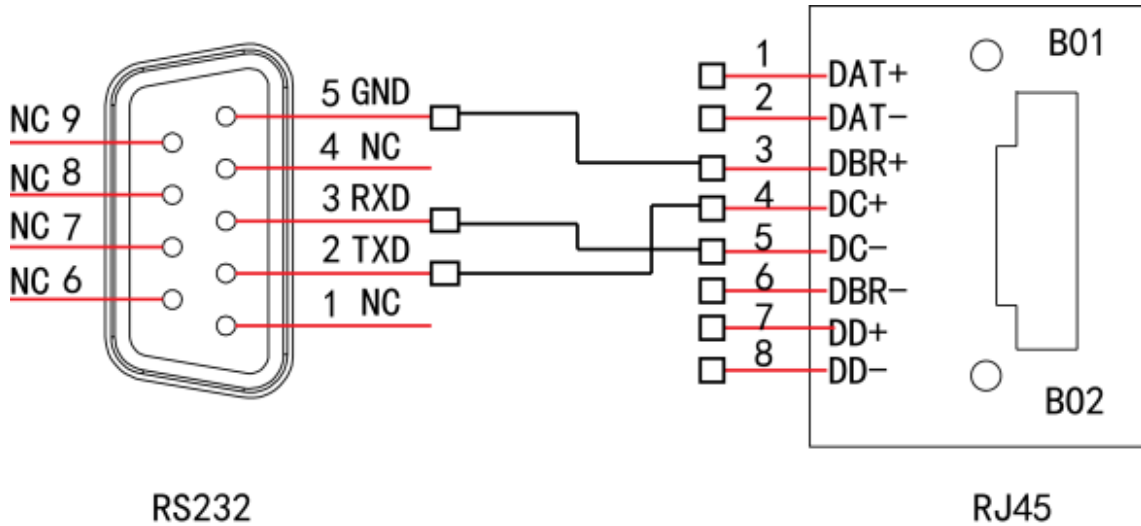 NC 9
NC 8
NC 7
NC 6
5 GND
4 NC
3 RXD
2 TXD
1 NC
1 DAT+
2 DAT-
3 DBR+
4 DC+
5 DC-
6 DBR-
7 DD+
8 DD-
B01
B02
RS232
RJ45